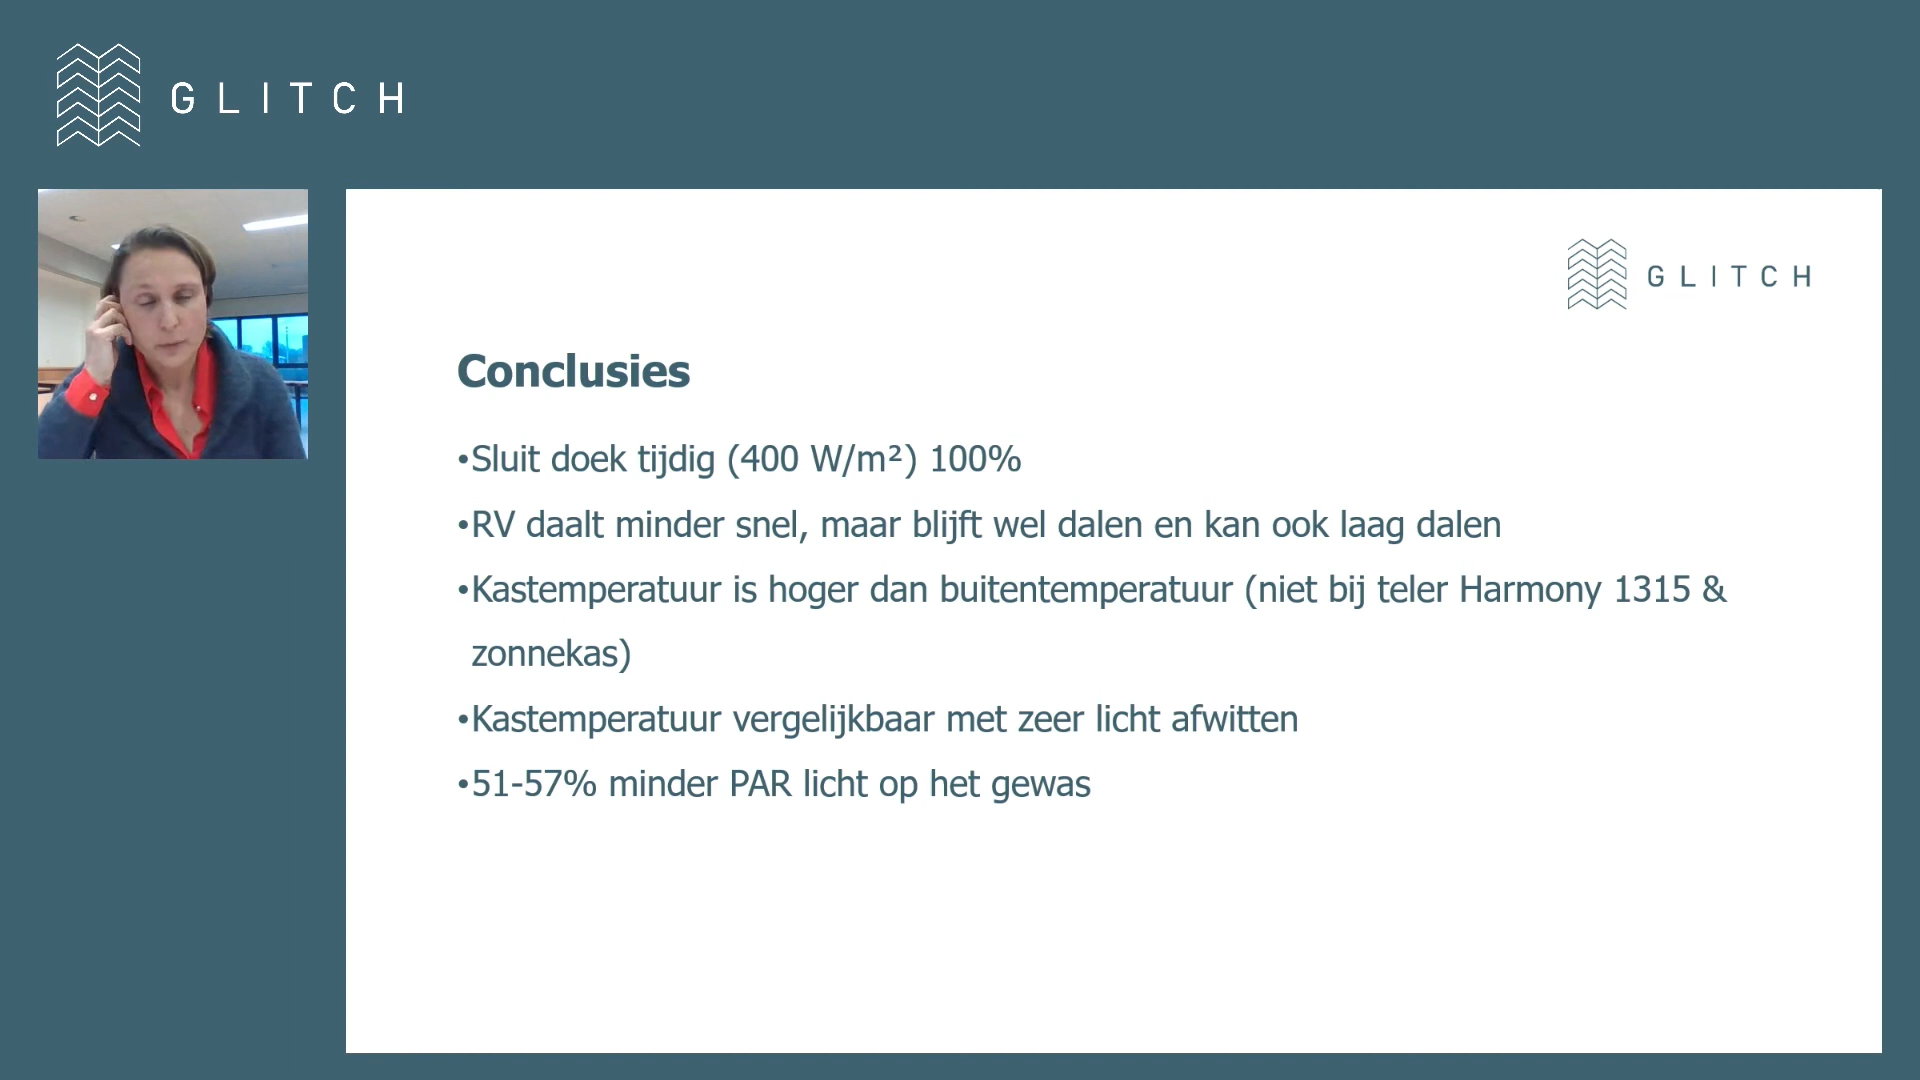 GLITCH
GLITCH
Conclusies
•Sluit doek tijdig (400 W/m²) 100%
•RV daalt minder snel, maar blijft wel dalen en kan ook laag dalen
•Kastemperatuur is hoger dan buitentemperatuur (niet bij teler Harmony 1315 &
zonnekas)
•Kastemperatuur vergelijkbaar met zeer licht afwitten
•51-57% minder PAR licht op het gewas